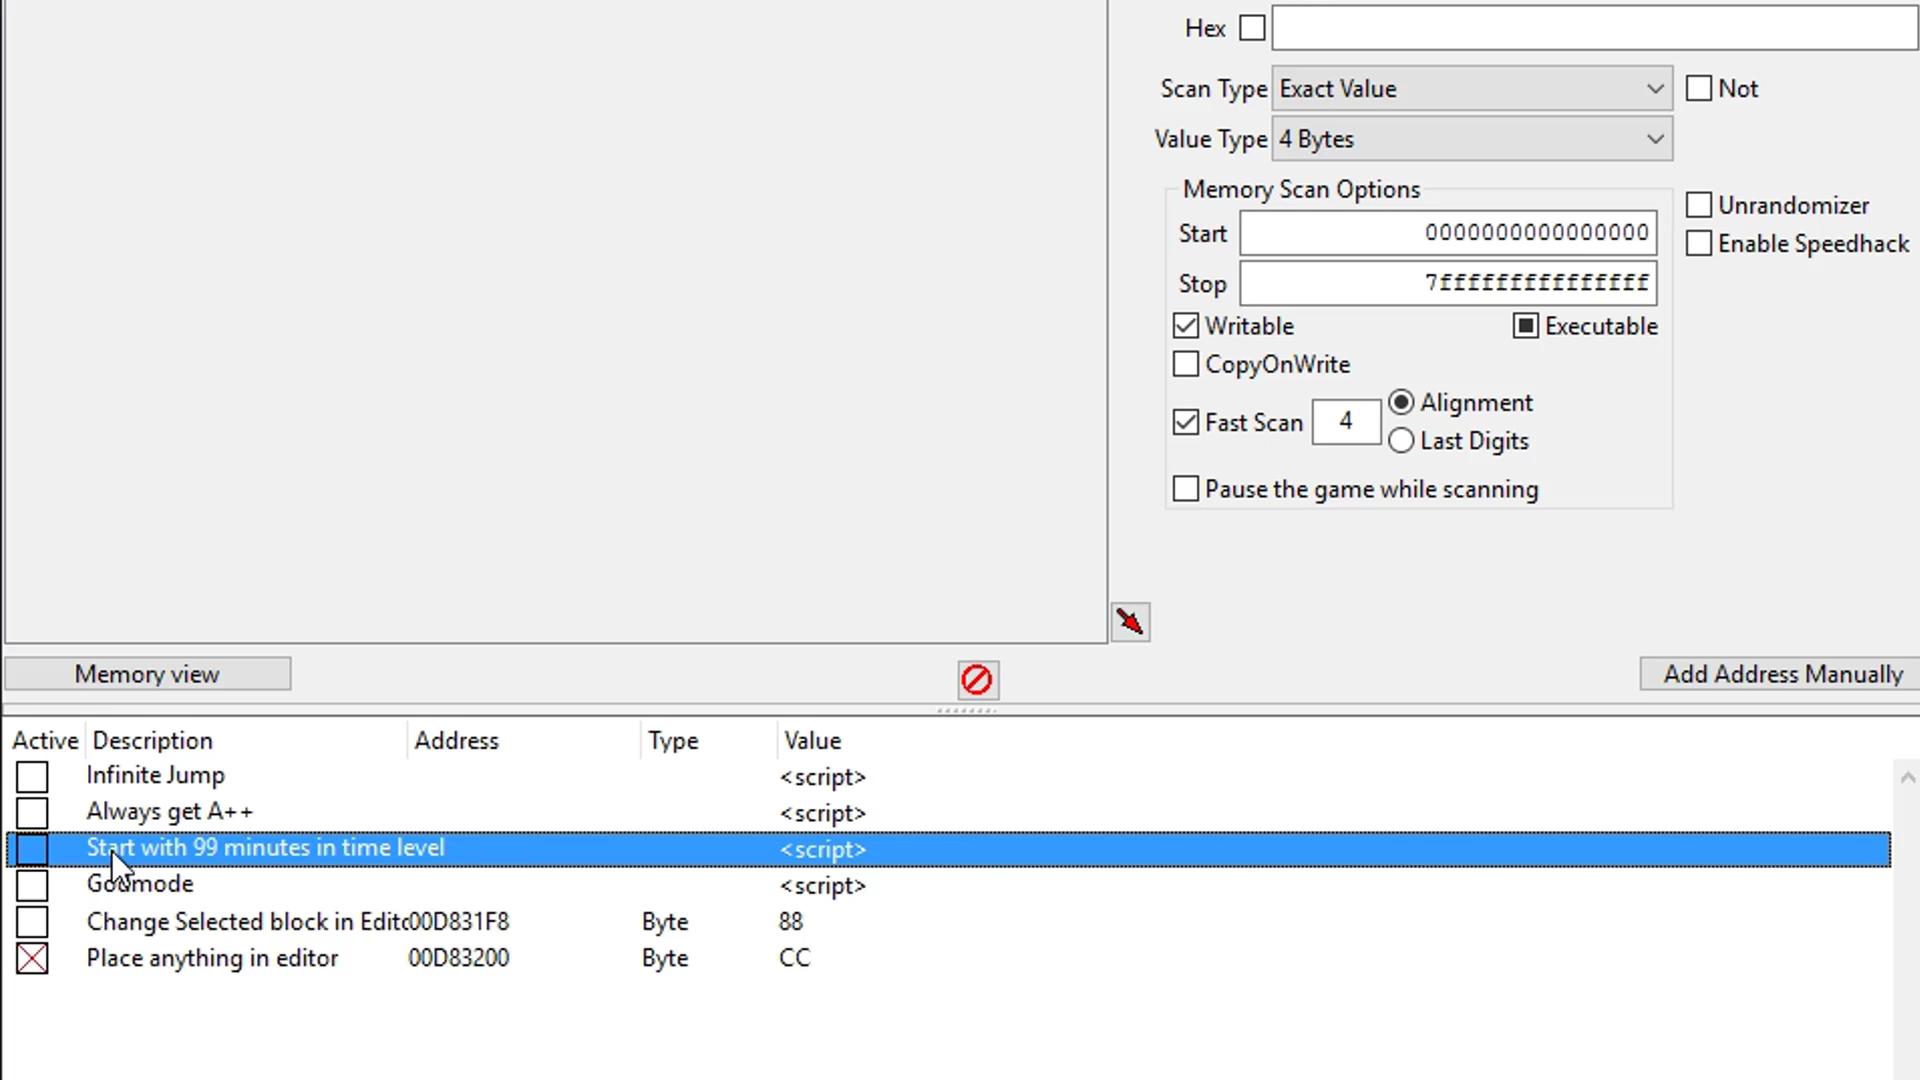 Hex
Scan Type Exact Value Not
Value Type 4 Bytes
Memory Scan Options
Start 0000000000000000 Unrandomizer
Enable Speedhack
Stop 7fffffffffffffff
Writable Executable
CopyOnWrite
Fast Scan 4 Alignment
Last Digits
Pause the game while scanning
Memory view Add Address Manually
Active Description Address Type Value
Infinite Jump <script>
Always get A++ <script>
Start with 99 minutes in time level <script>
Godmode <script>
Change Selected block in Edito 00D831F8 Byte 88
Place anything in editor 00D83200 Byte CC